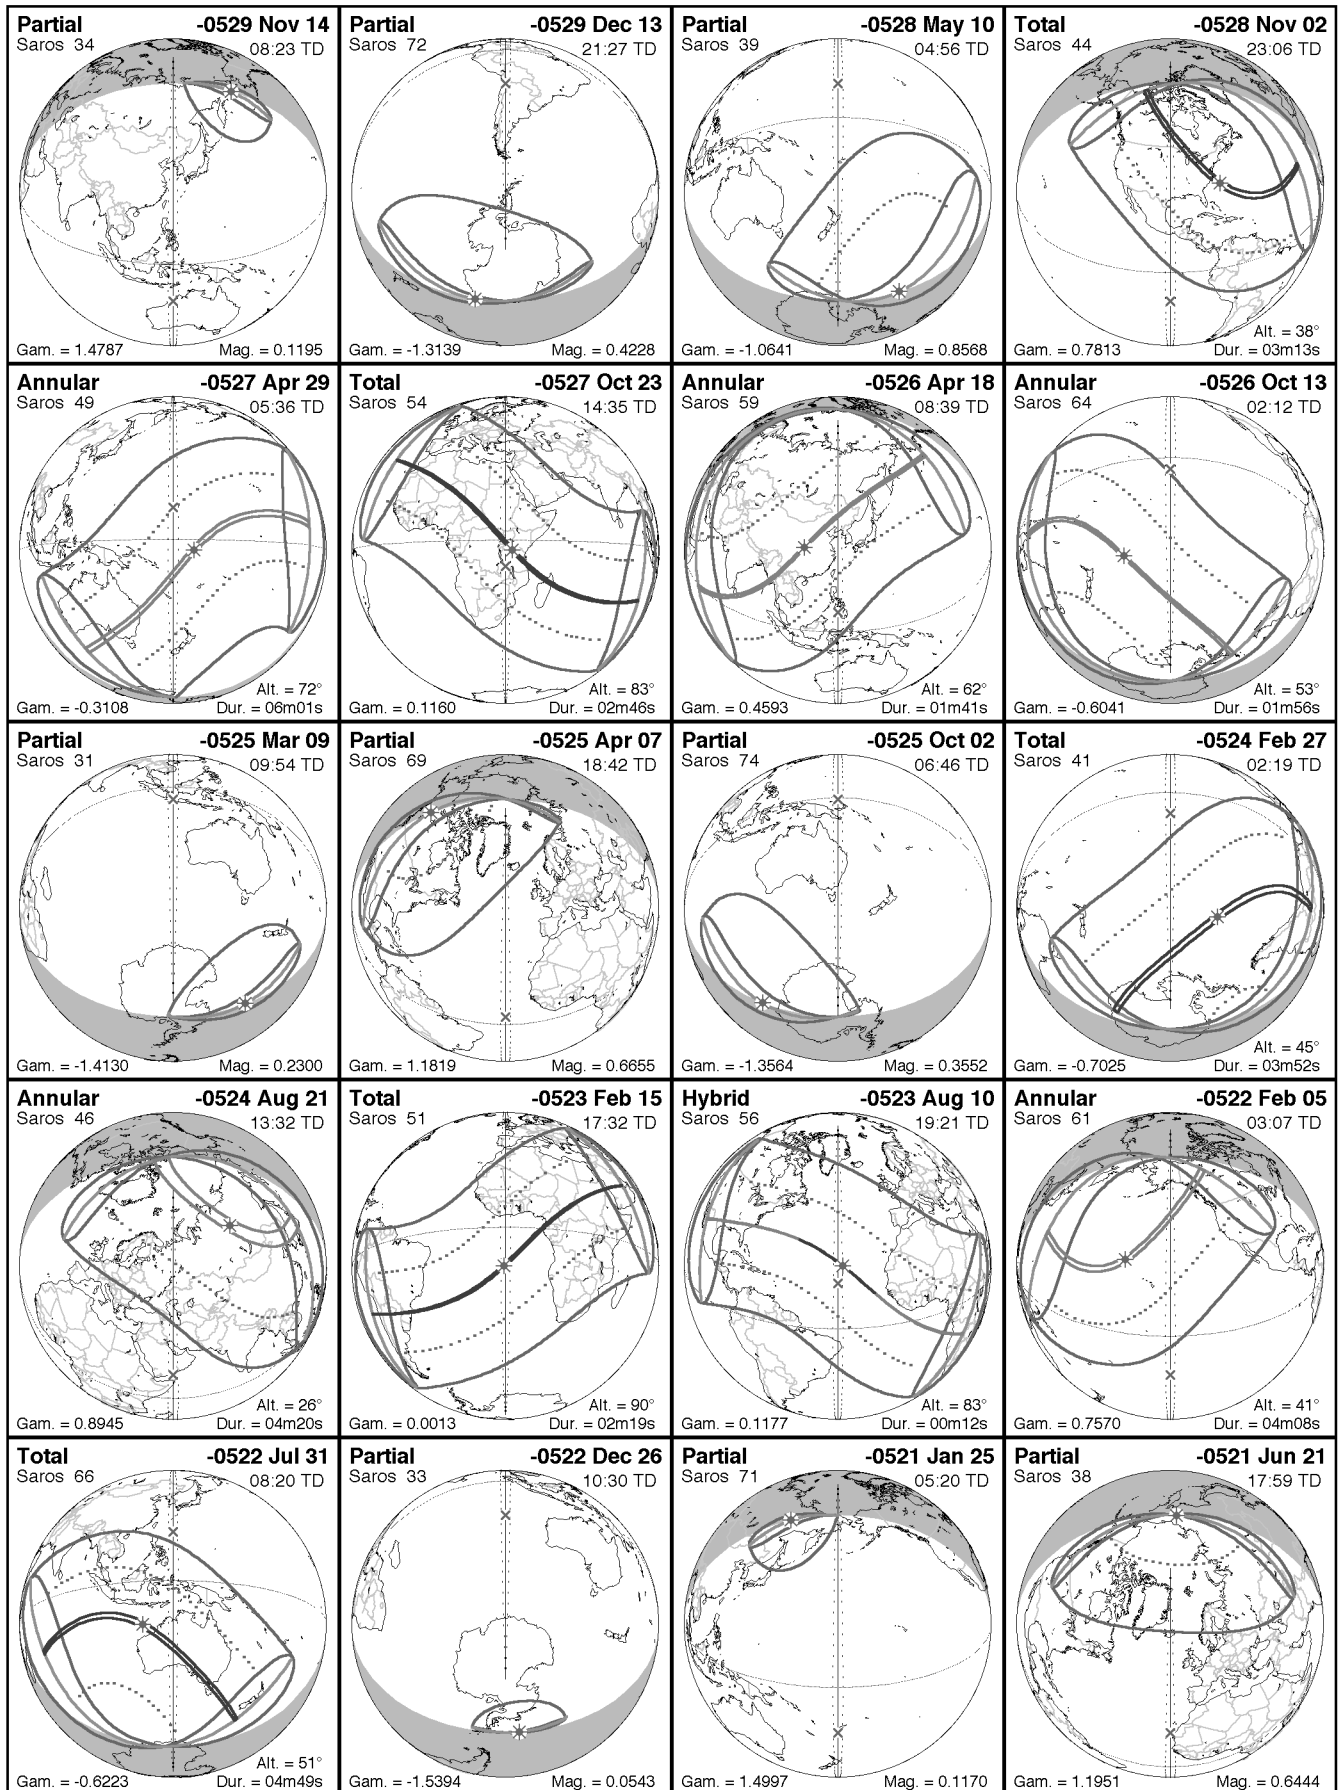 Partial -0529 Nov 14
Saros 34 08:23 TD
Gam. = 1.4787 Mag. = 0.1195
Partial -0529 Dec 13
Saros 72 21:27 TD
Gam. = -1.3139 Mag. = 0.4228
Partial -0528 May 10
Saros 39 04:56 TD
Gam. = -1.0641 Mag. = 0.8568
Total -0528 Nov 02
Saros 44 23:06 TD
Alt. = 38°
Gam. = 0.7813 Dur. = 03m13s
Annular -0527 Apr 29
Saros 49 05:36 TD
Alt. = 72°
Gam. = -0.3108 Dur. = 06m01s
Total -0527 Oct 23
Saros 54 14:35 TD
Alt. = 83°
Gam. = 0.1160 Dur. = 02m46s
Annular -0526 Apr 18
Saros 59 08:39 TD
Alt. = 62°
Gam. = 0.4593 Dur. = 01m41s
Annular -0526 Oct 13
Saros 64 02:12 TD
Alt. = 53°
Gam. = -0.6041 Dur. = 01m56s
Partial -0525 Mar 09
Saros 31 09:54 TD
Gam. = -1.4130 Mag. = 0.2300
Partial -0525 Apr 07
Saros 69 18:42 TD
Gam. = 1.1819 Mag. = 0.6655
Partial -0525 Oct 02
Saros 74 06:46 TD
Gam. = -1.3564 Mag. = 0.3552
Total -0524 Feb 27
Saros 41 02:19 TD
Alt. = 45°
Gam. = -0.7025 Dur. = 03m52s
Annular -0524 Aug 21
Saros 46 13:32 TD
Alt. = 26°
Gam. = 0.8945 Dur. = 04m20s
Total -0523 Feb 15
Saros 51 17:32 TD
Alt. = 90°
Gam. = 0.0013 Dur. = 02m19s
Hybrid -0523 Aug 10
Saros 56 19:21 TD
Alt. = 83°
Gam. = 0.1177 Dur. = 00m12s
Annular -0522 Feb 05
Saros 61 03:07 TD
Alt. = 41°
Gam. = 0.7570 Dur. = 04m08s
Total -0522 Jul 31
Saros 66 08:20 TD
Alt. = 51°
Gam. = -0.6223 Dur. = 04m49s
Partial -0522 Dec 26
Saros 33 10:30 TD
Gam. = -1.5394 Mag. = 0.0543
Partial -0521 Jan 25
Saros 71 05:20 TD
Gam. = 1.4997 Mag. = 0.1170
Partial -0521 Jun 21
Saros 38 17:59 TD
Gam. = 1.1951 Mag. = 0.6444